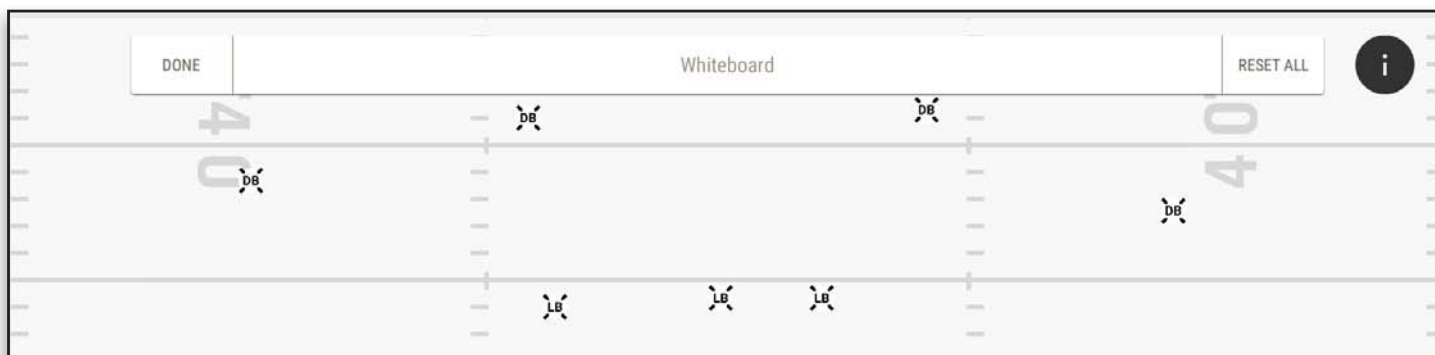 DONE Whiteboard RESET ALL i
40 40
DB DB
DB DB
LB LB LB